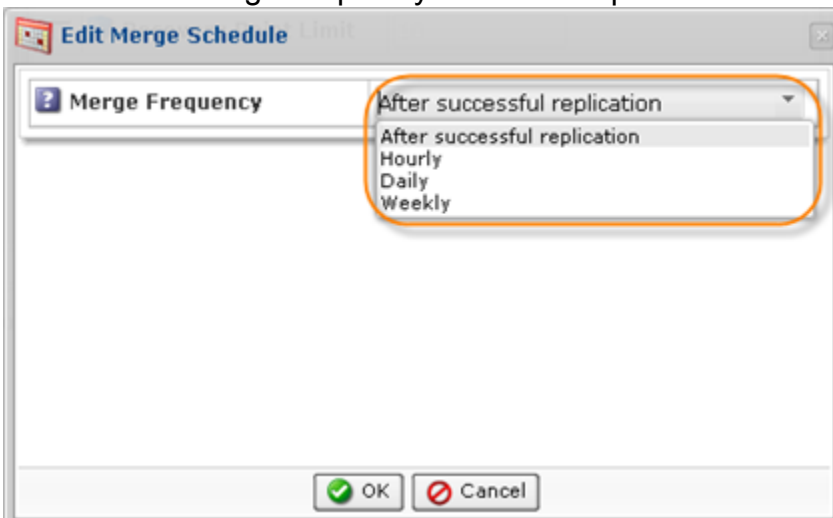 Edit Merge Schedule
Merge Frequency
After successful replication
After successful replication
Hourly
Daily
Weekly
OK
Cancel